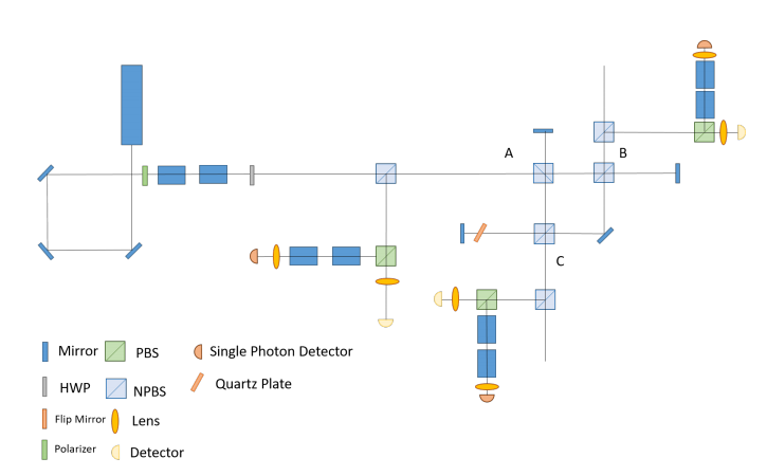 A
B
C
Mirror
PBS
Single Photon Detector
HWP
NPBS
Quartz Plate
Flip Mirror
Lens
Polarizer
Detector